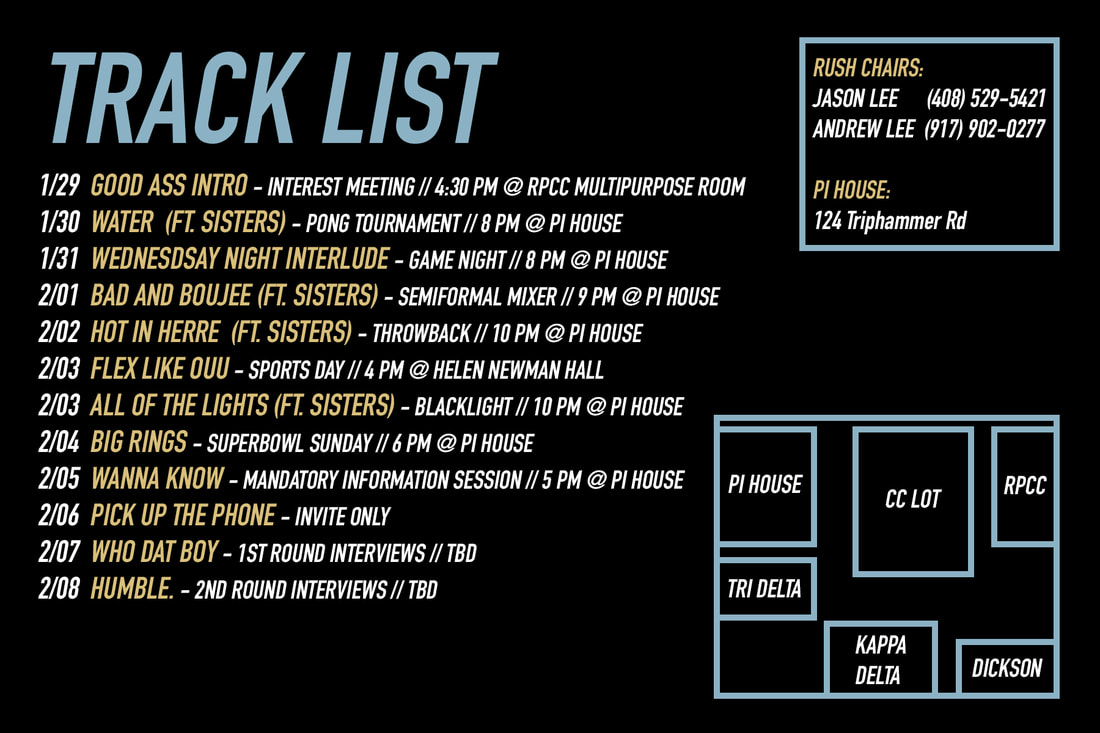 TRACK LIST
1/29 GOOD ASS INTRO – INTEREST MEETING // 4:30 PM @ RPCC MULTIPURPOSE ROOM
1/30 WATER (FT. SISTERS) – PONG TOURNAMENT // 8 PM @ PI HOUSE
1/31 WEDNESDSAY NIGHT INTERLUDE – GAME NIGHT // 8 PM @ PI HOUSE
2/01 BAD AND BOUJEE (FT. SISTERS) – SEMIFORMAL MIXER // 9 PM @ PI HOUSE
2/02 HOT IN HERRE (FT. SISTERS) – THROWBACK // 10 PM @ PI HOUSE
2/03 FLEX LIKE OUU – SPORTS DAY // 4 PM @ HELEN NEWMAN HALL
2/03 ALL OF THE LIGHTS (FT. SISTERS) – BLACKLIGHT // 10 PM @ PI HOUSE
2/04 BIG RINGS – SUPERBOWL SUNDAY // 6 PM @ PI HOUSE
2/05 WANNA KNOW – MANDATORY INFORMATION SESSION // 5 PM @ PI HOUSE
2/06 PICK UP THE PHONE – INVITE ONLY
2/07 WHO DAT BOY – 1ST ROUND INTERVIEWS // TBD
2/08 HUMBLE. – 2ND ROUND INTERVIEWS // TBD
RUSH CHAIRS:
JASON LEE (408) 529-5421
ANDREW LEE (917) 902-0277
PI HOUSE:
124 Triphammer Rd
PI HOUSE
CC LOT
RPCC
TRI DELTA
KAPPA
DELTA
DICKSON